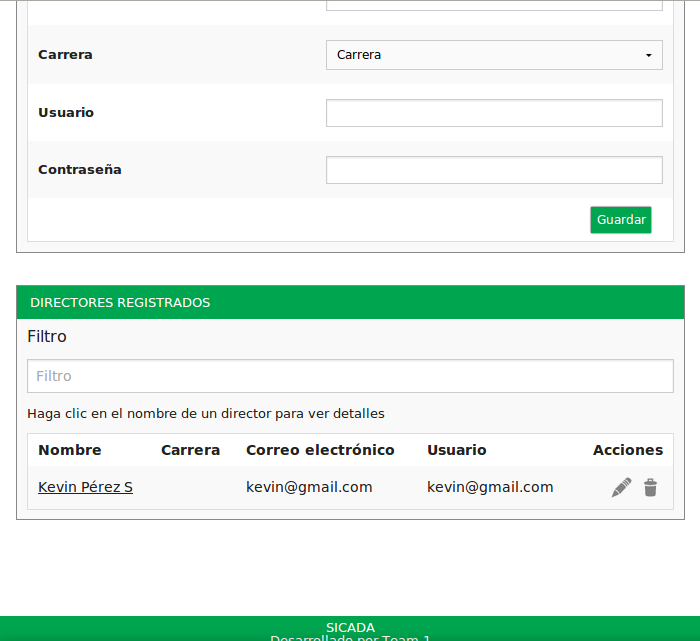 Carrera
Carrera
Usuario
Contraseña
Guardar
DIRECTORES REGISTRADOS
Filtro
Filtro
Haga clic en el nombre de un director para ver detalles
Nombre Carrera Correo electrónico Usuario Acciones
Kevin Pérez S kevin@gmail.com kevin@gmail.com
SICADA
Desarrollado por Team 1